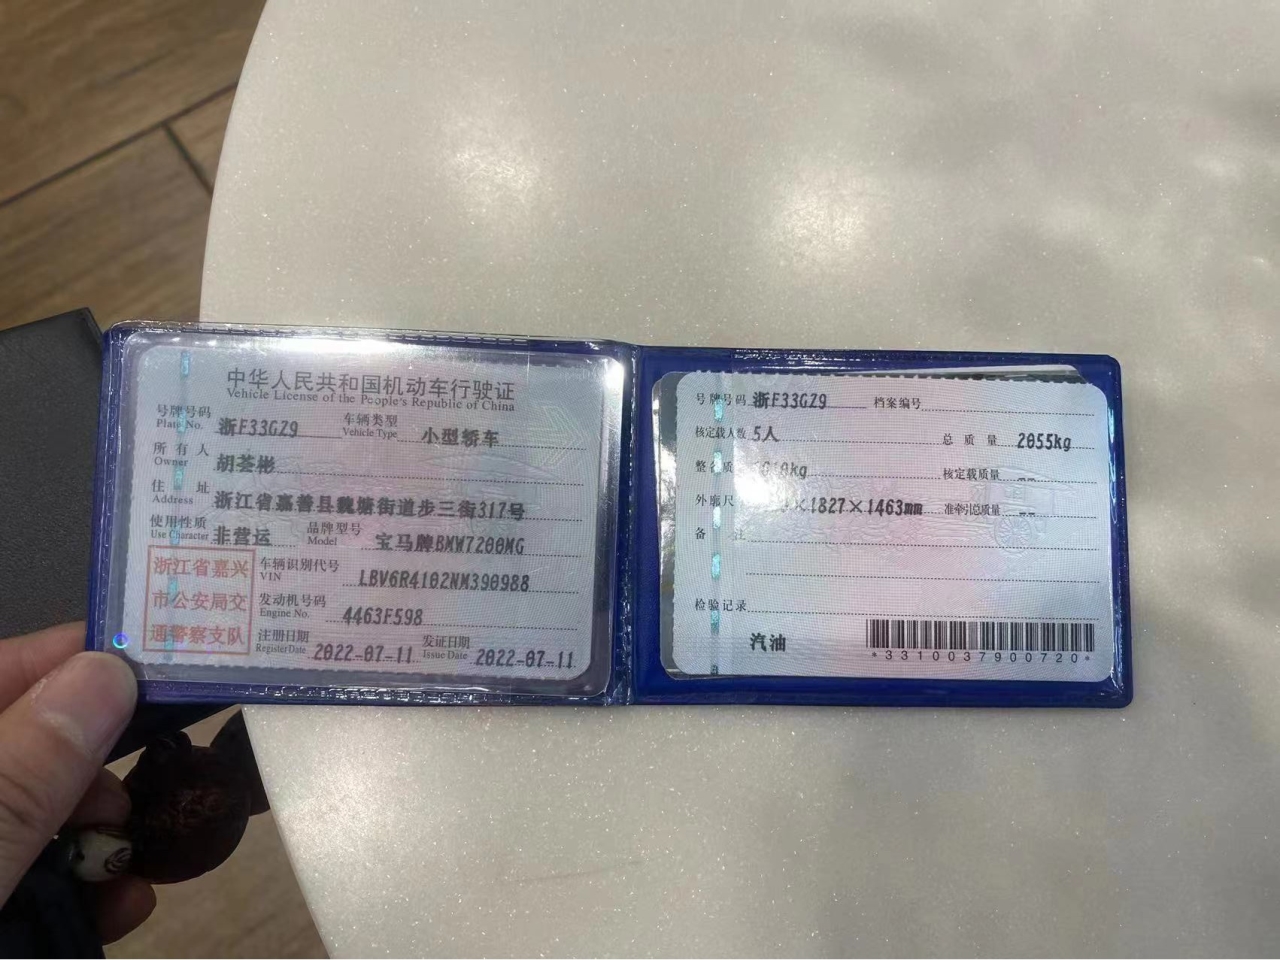 中华人民共和国机动车行驶证
Vehicle License of the People's Republic of China
号牌号码 Plate No. 浙F33GZ9 车辆类型 Vehicle Type 小型轿车
所有人 Owner 胡荟彬
住址 Address 浙江省嘉善县魏塘街道步三街317号
使用性质 Use Character 非营运 品牌型号 Model 宝马牌BMW7200MG
车辆识别代号 VIN LBV6R4102NM390988
发动机号码 Engine No. 4463F598
注册日期 Register Date 2022-07-11 发证日期 Issue Date 2022-07-11
浙江省嘉兴
市公安局交
通警察支队
号牌号码 浙F33GZ9 档案编号
核定载人数 5人 总质量 2055kg
整 质 kg 核定载质量 --
外廓尺 ×1827×1463mm 准牵引总质量 --
备注
检验记录
汽油
*3310037900720*